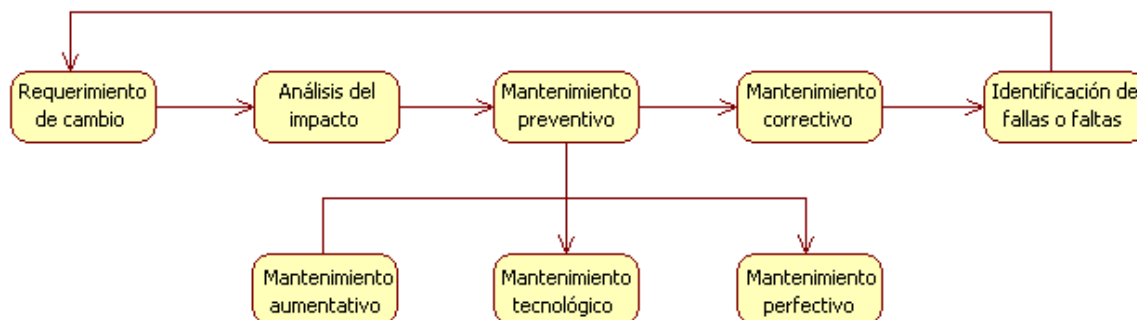 Requerimiento
de cambio
Análisis del
impacto
Mantenimiento
preventivo
Mantenimiento
correctivo
Identificación de
fallas o faltas
Mantenimiento
aumentativo
Mantenimiento
tecnológico
Mantenimiento
perfectivo